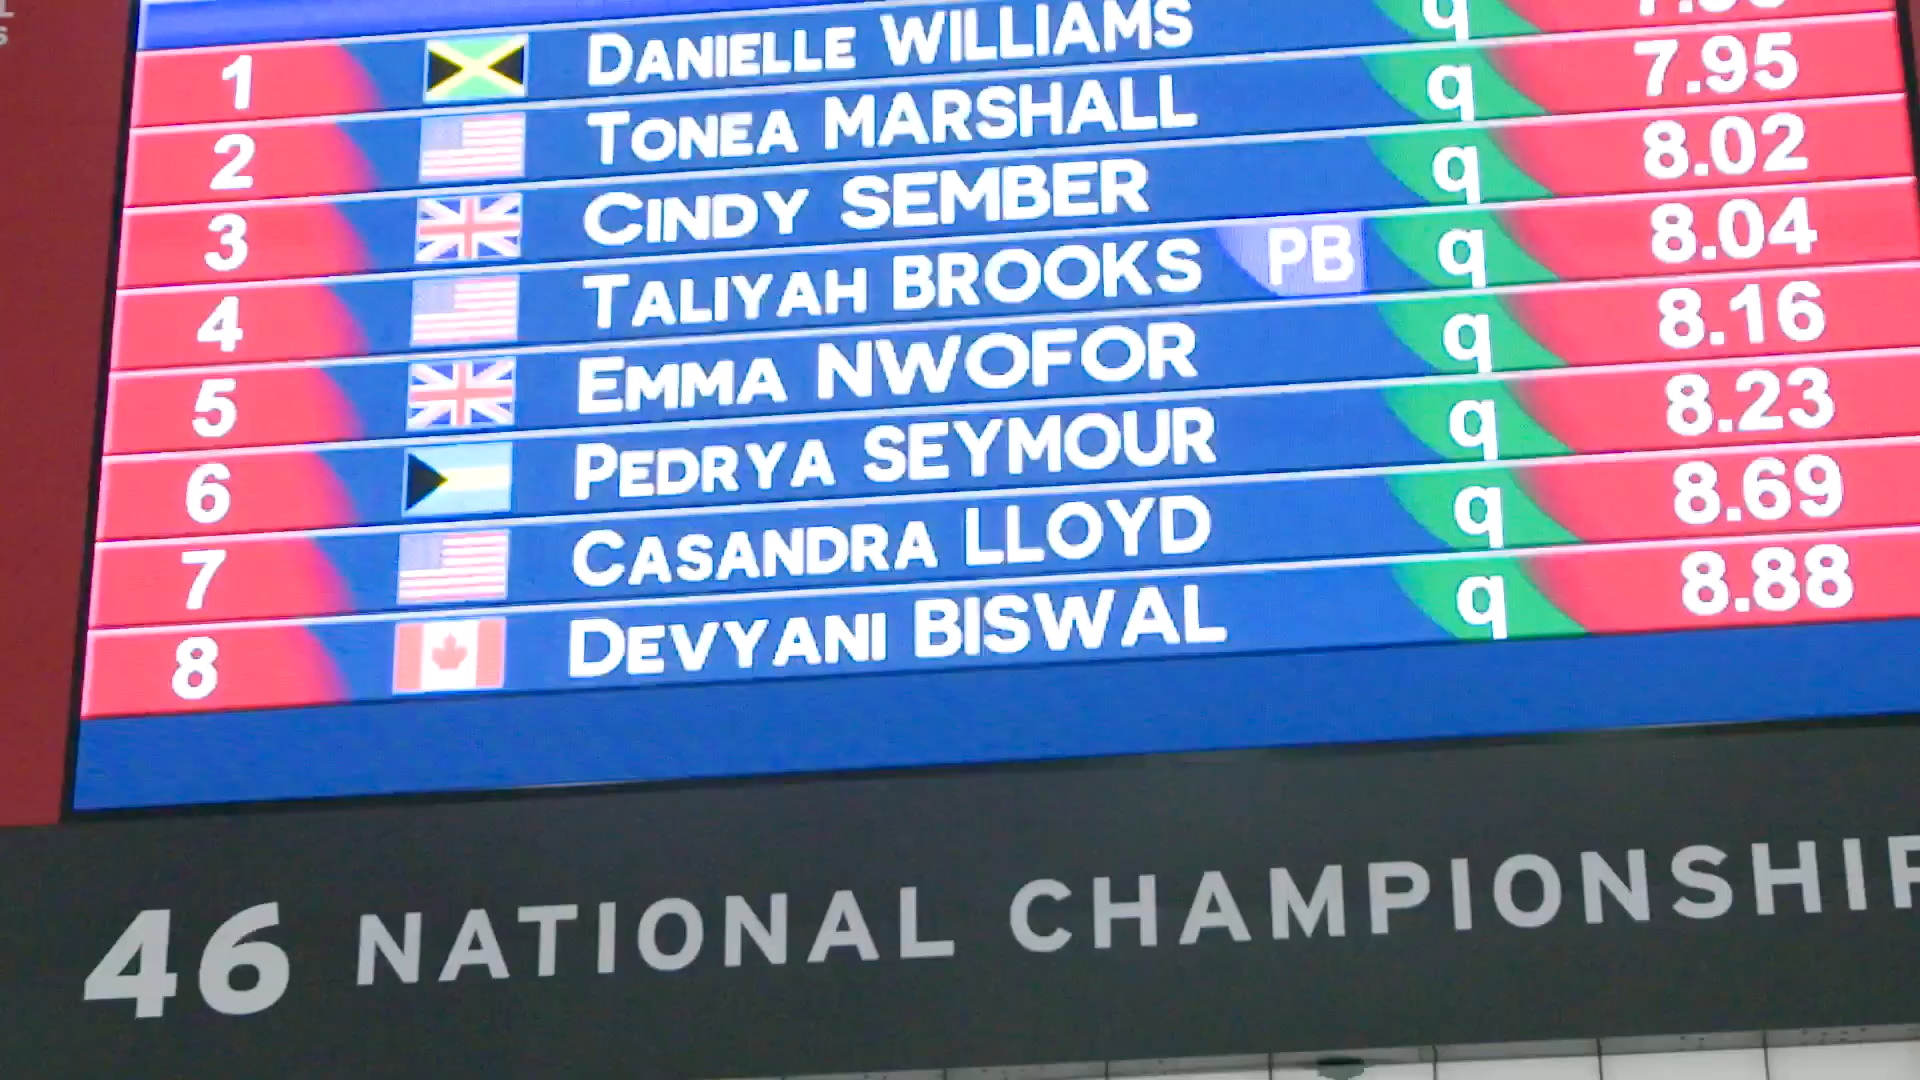 1 DANIELLE WILLIAMS q
2 TONEA MARSHALL q 7.95
3 CINDY SEMBER q 8.02
4 TALIYAH BROOKS PB q 8.04
5 EMMA NWOFOR q 8.16
6 PEDRYA SEYMOUR q 8.23
7 CASANDRA LLOYD q 8.69
8 DEVYANI BISWAL q 8.88
46 NATIONAL CHAMPIONSHIP